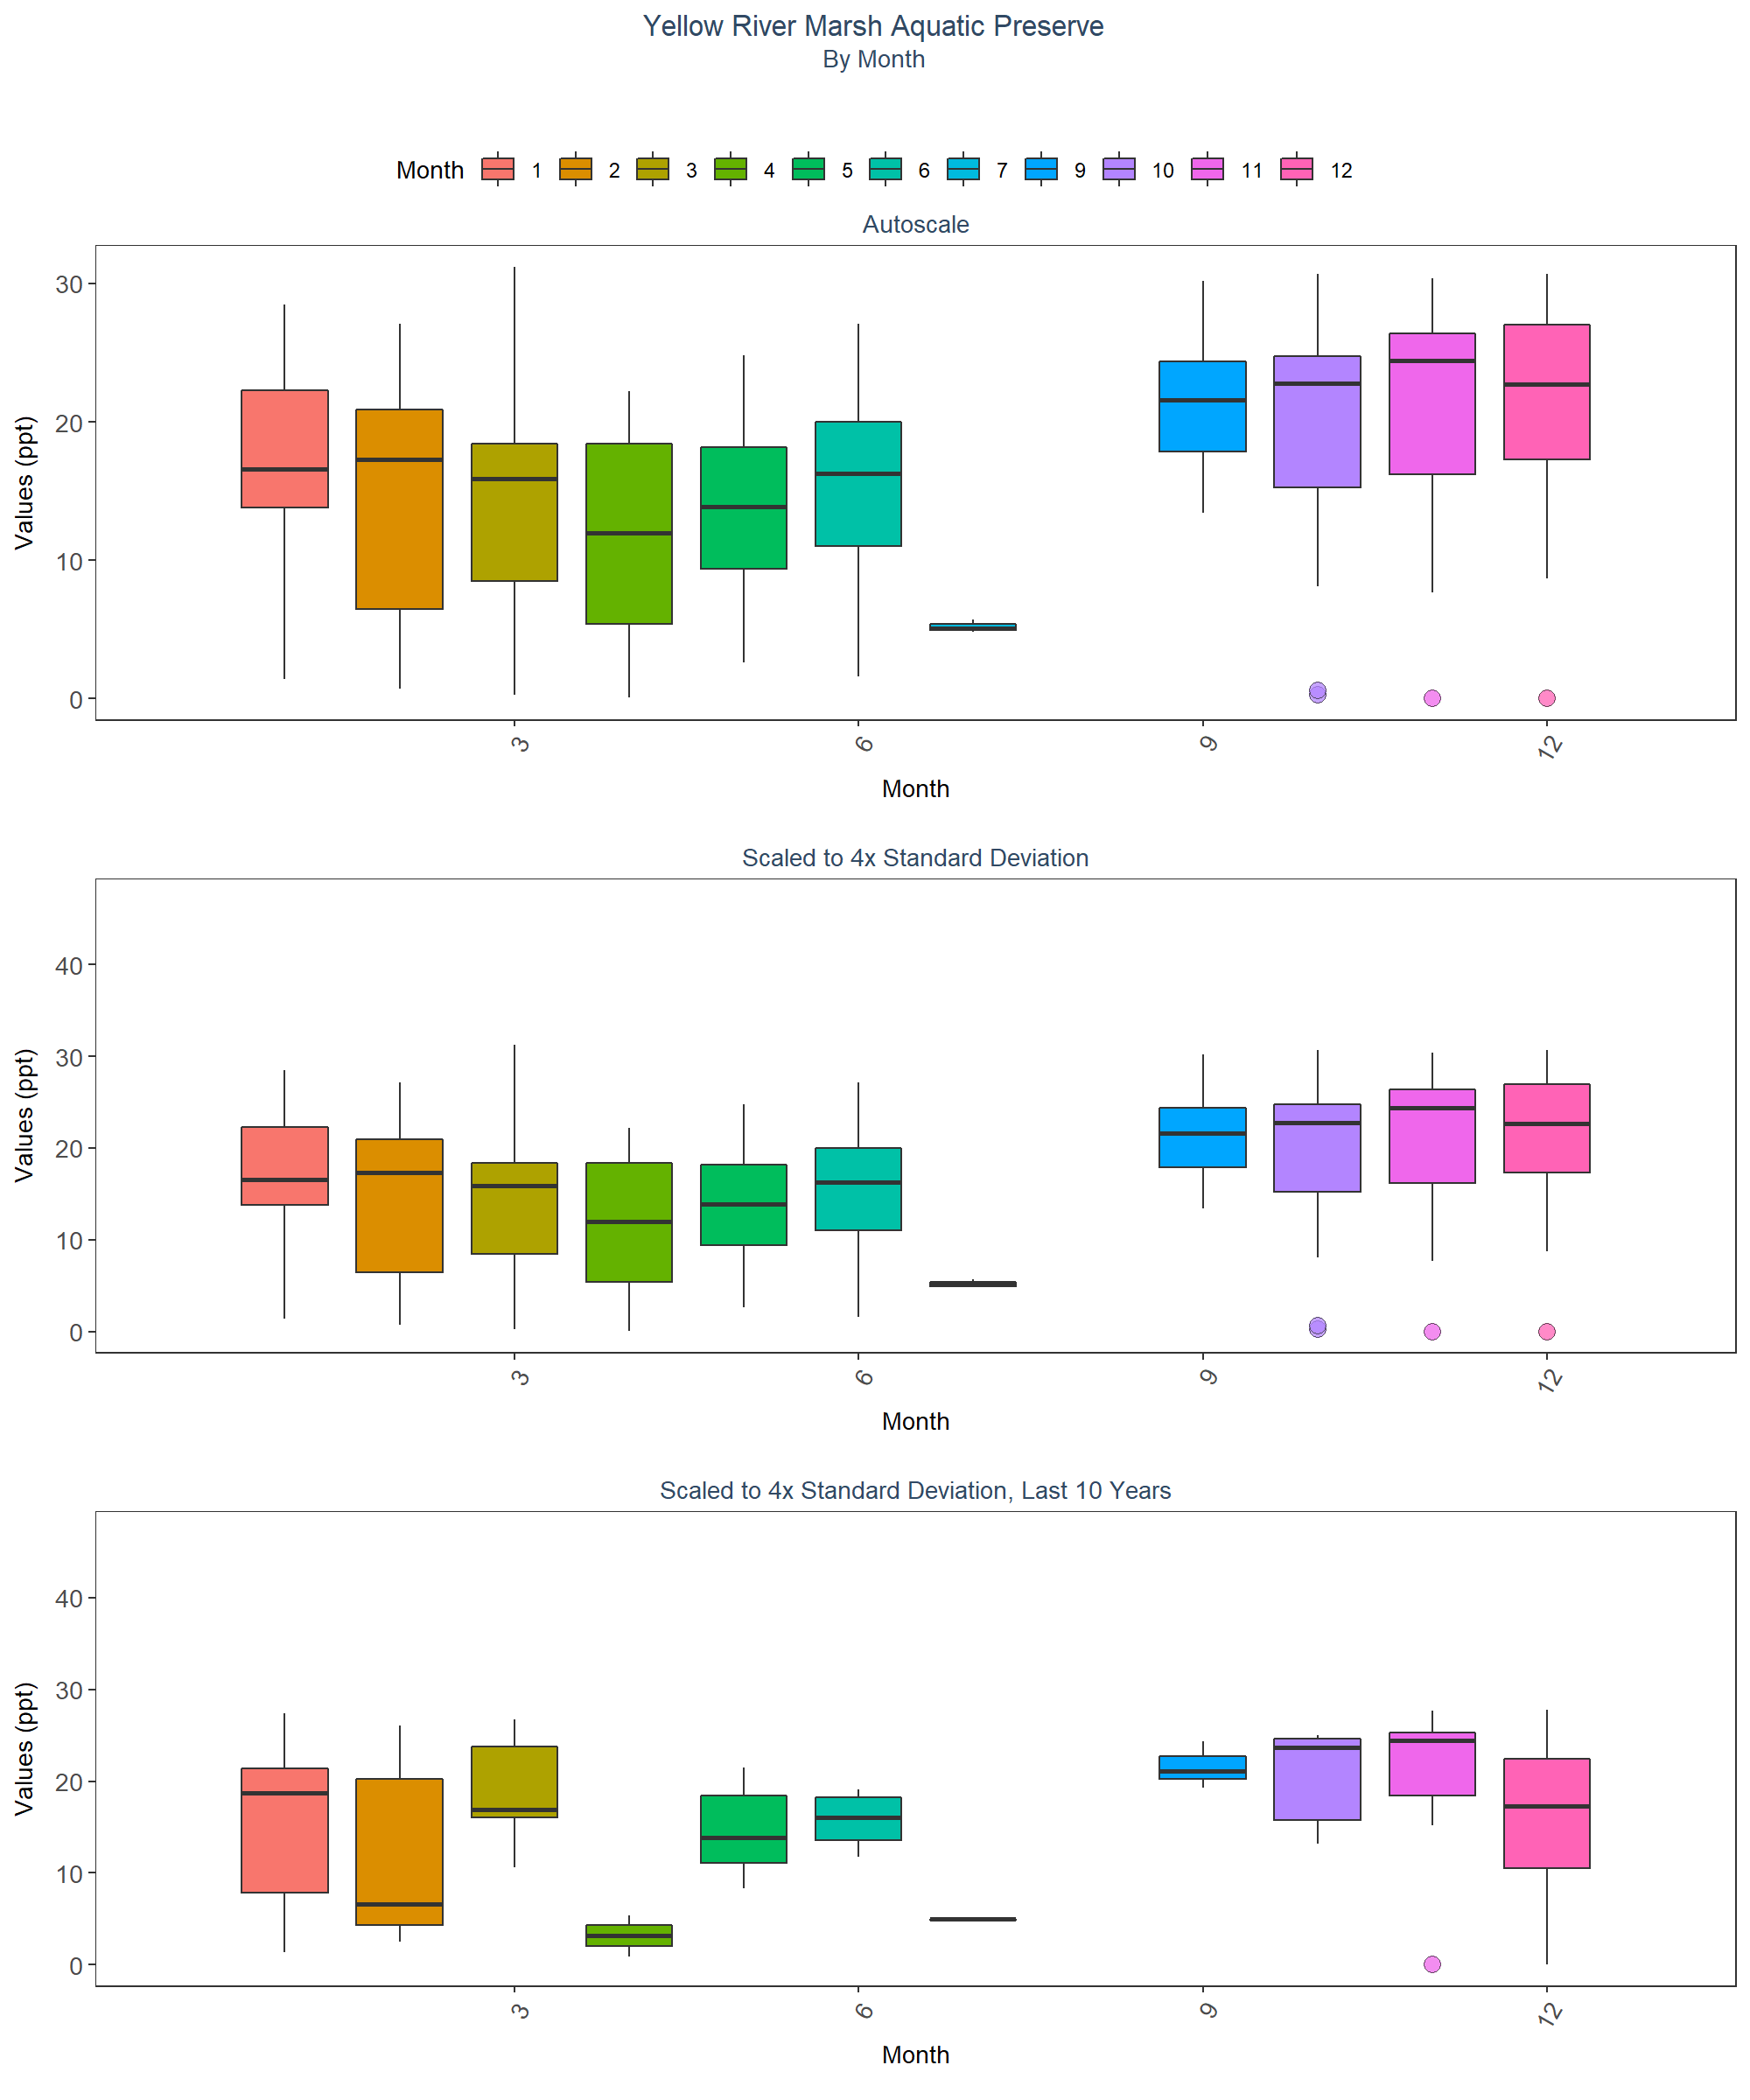 Yellow River Marsh Aquatic Preserve
By Month
Month 1 2 3 4 5 6 7 9 10 11 12
Autoscale
Values (ppt)
30
20
10
0
3 6 9 12
Month
Scaled to 4x Standard Deviation
Values (ppt)
40
30
20
10
0
3 6 9 12
Month
Scaled to 4x Standard Deviation, Last 10 Years
Values (ppt)
40
30
20
10
0
3 6 9 12
Month